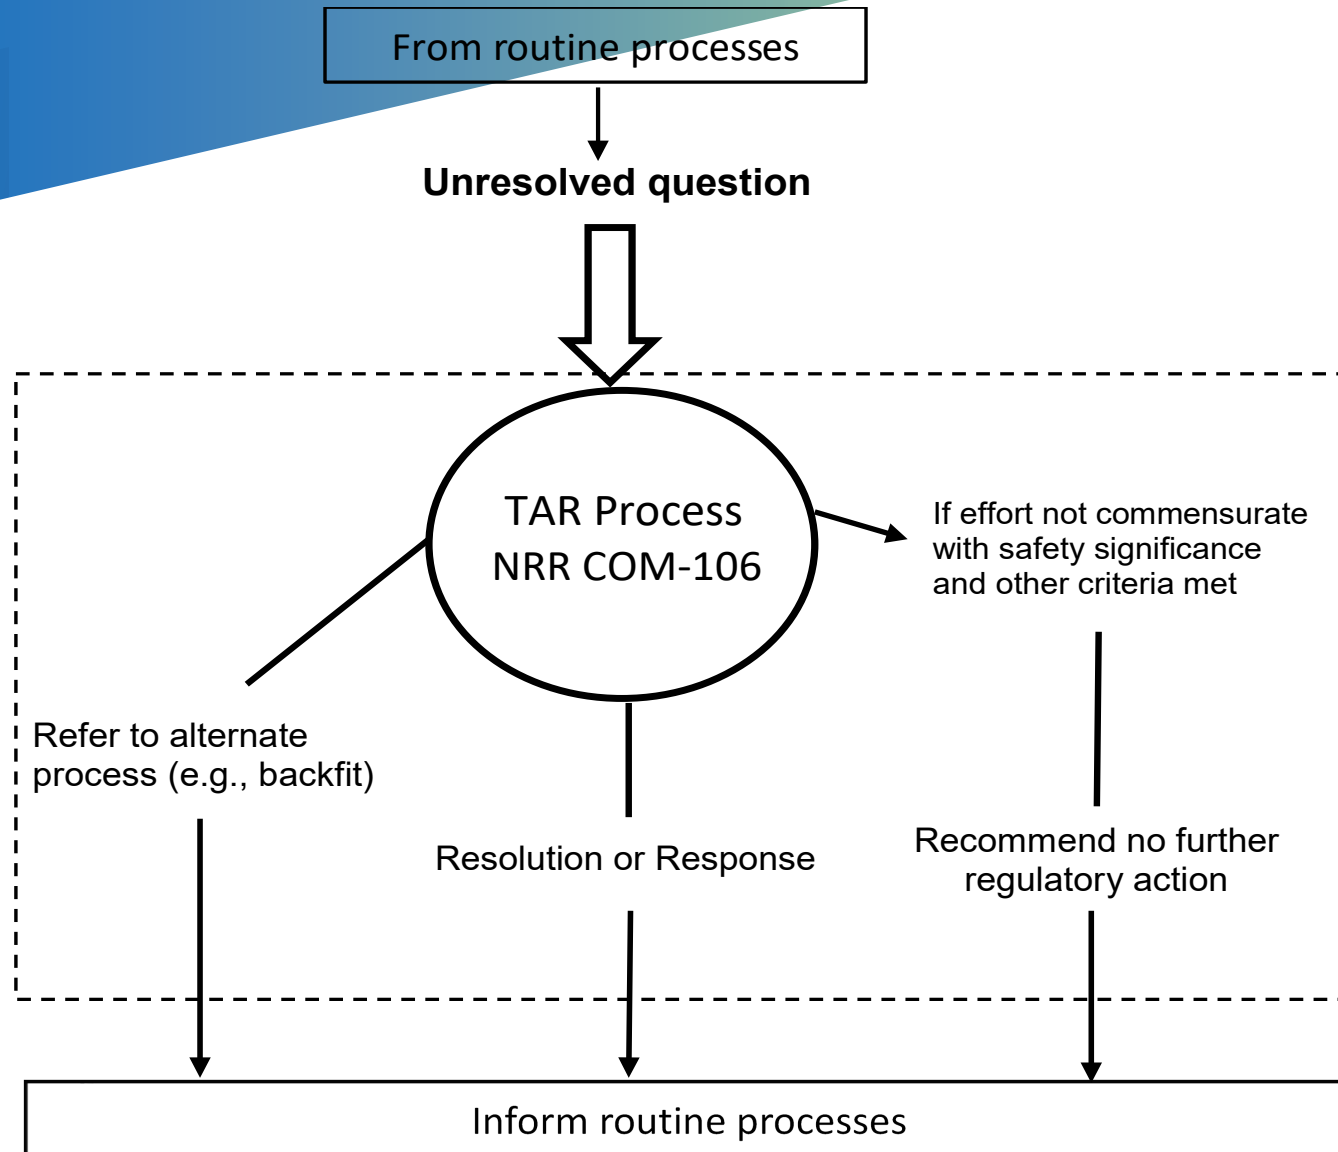 From routine processes
Unresolved question
TAR Process
NRR COM-106
If effort not commensurate
with safety significance
and other criteria met
Refer to alternate
process (e.g., backfit)
Resolution or Response
Recommend no further
regulatory action
Inform routine processes